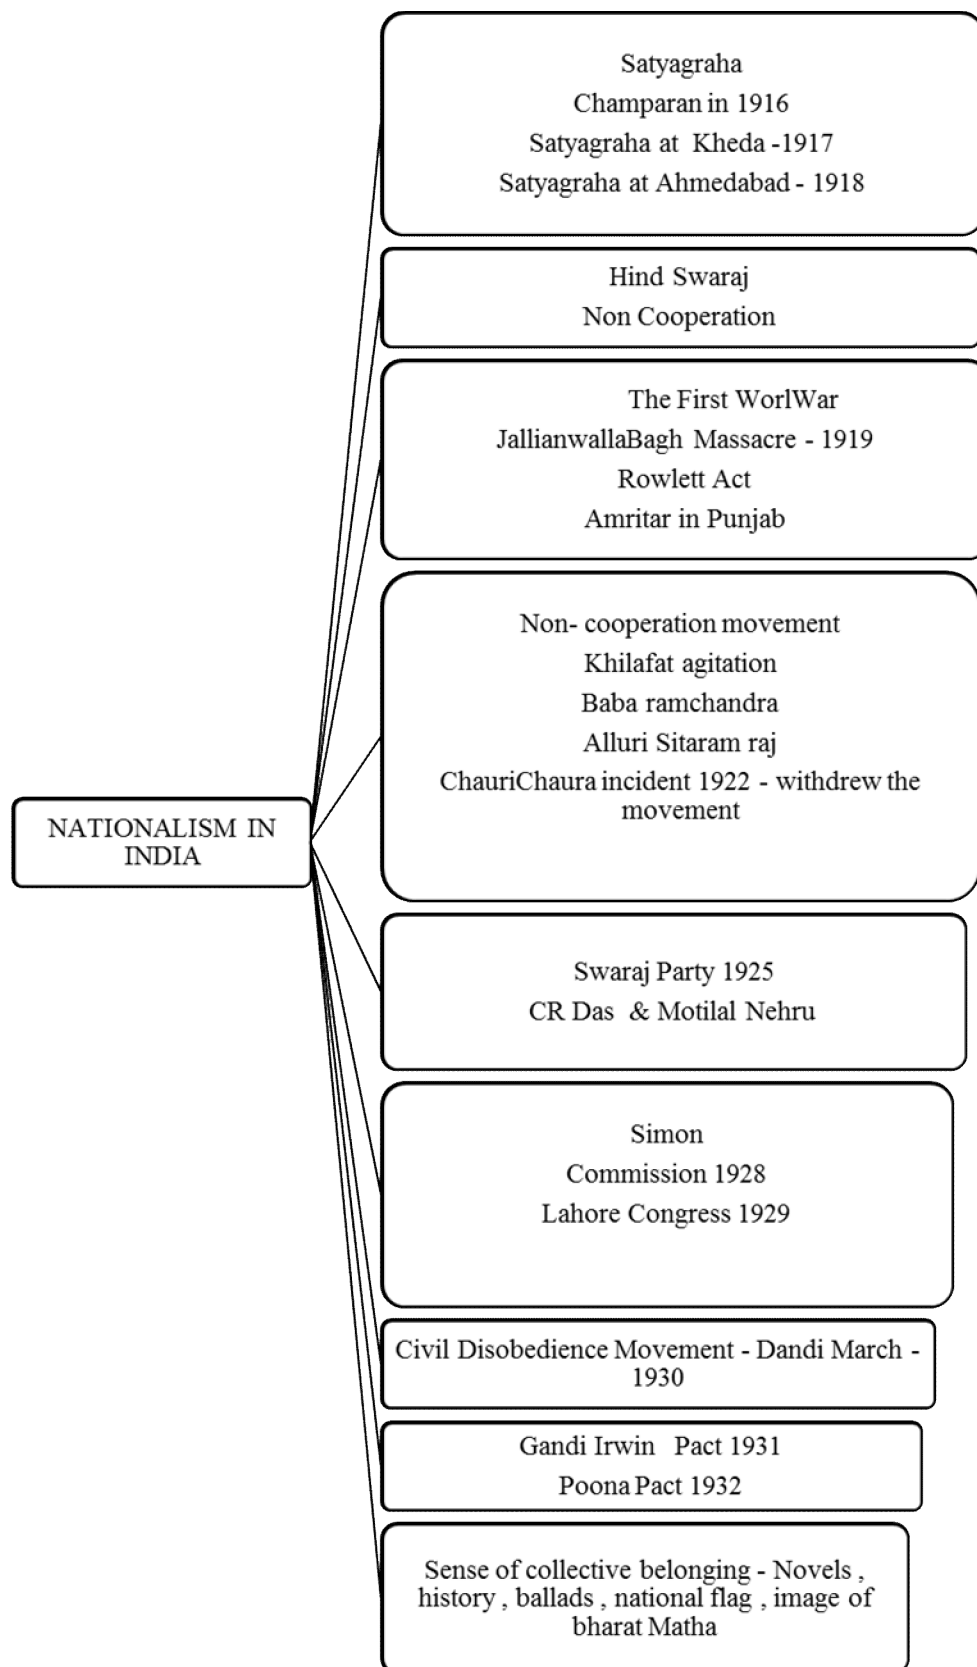 Satyagraha
Champaran in 1916
Satyagraha at Kheda -1917
Satyagraha at Ahmedabad - 1918
Hind Swaraj
Non Cooperation
The First WorlWar
JallianwallaBagh Massacre - 1919
Rowlett Act
Amritar in Punjab
Non- cooperation movement
Khilafat agitation
Baba ramchandra
Alluri Sitaram raj
ChauriChaura incident 1922 - withdrew the
movement
NATIONALISM IN
INDIA
Swaraj Party 1925
CR Das & Motilal Nehru
Simon
Commission 1928
Lahore Congress 1929
Civil Disobedience Movement - Dandi March -
1930
Gandi Irwin Pact 1931
Poona Pact 1932
Sense of collective belonging - Novels ,
history , ballads , national flag , image of
bharat Matha